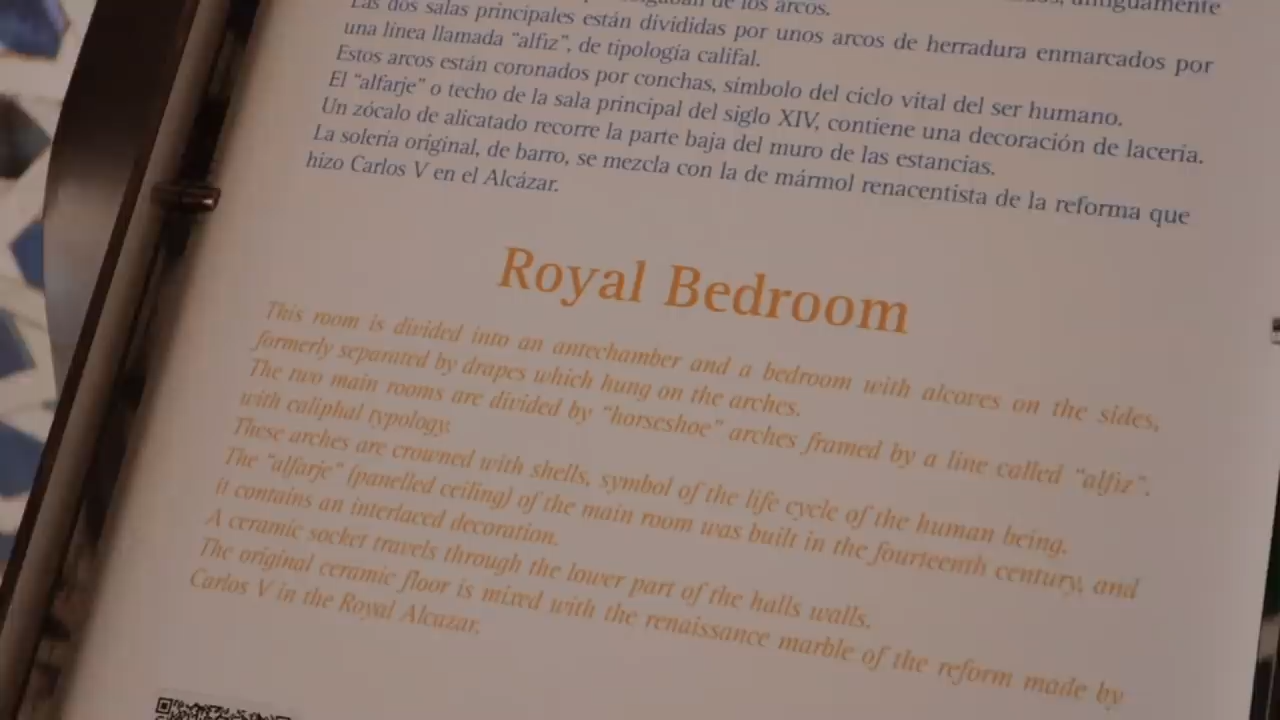 de los arcos. antiguamente
Las dos salas principales están divididas por unos arcos de herradura enmarcados por
una línea llamada "alfiz", de tipología califal.
Estos arcos están coronados por conchas, símbolo del ciclo vital del ser humano.
El "alfarje" o techo de la sala principal del siglo XIV, contiene una decoración de lacería.
Un zócalo de alicatado recorre la parte baja del muro de las estancias.
La solería original, de barro, se mezcla con la de mármol renacentista de la reforma que
hizo Carlos V en el Alcázar.
Royal Bedroom
This room is divided into an antechamber and a bedroom with alcoves on the sides,
formerly separated by drapes which hung on the arches.
The two main rooms are divided by "horseshoe" arches framed by a line called "alfiz",
with caliphal typology.
These arches are crowned with shells, symbol of the life cycle of the human being.
The "alfarje" (panelled ceiling) of the main room was built in the fourteenth century, and
it contains an interlaced decoration.
A ceramic socket travels through the lower part of the halls walls.
The original ceramic floor is mixed with the renaissance marble of the reform made by
Carlos V in the Royal Alcazar.